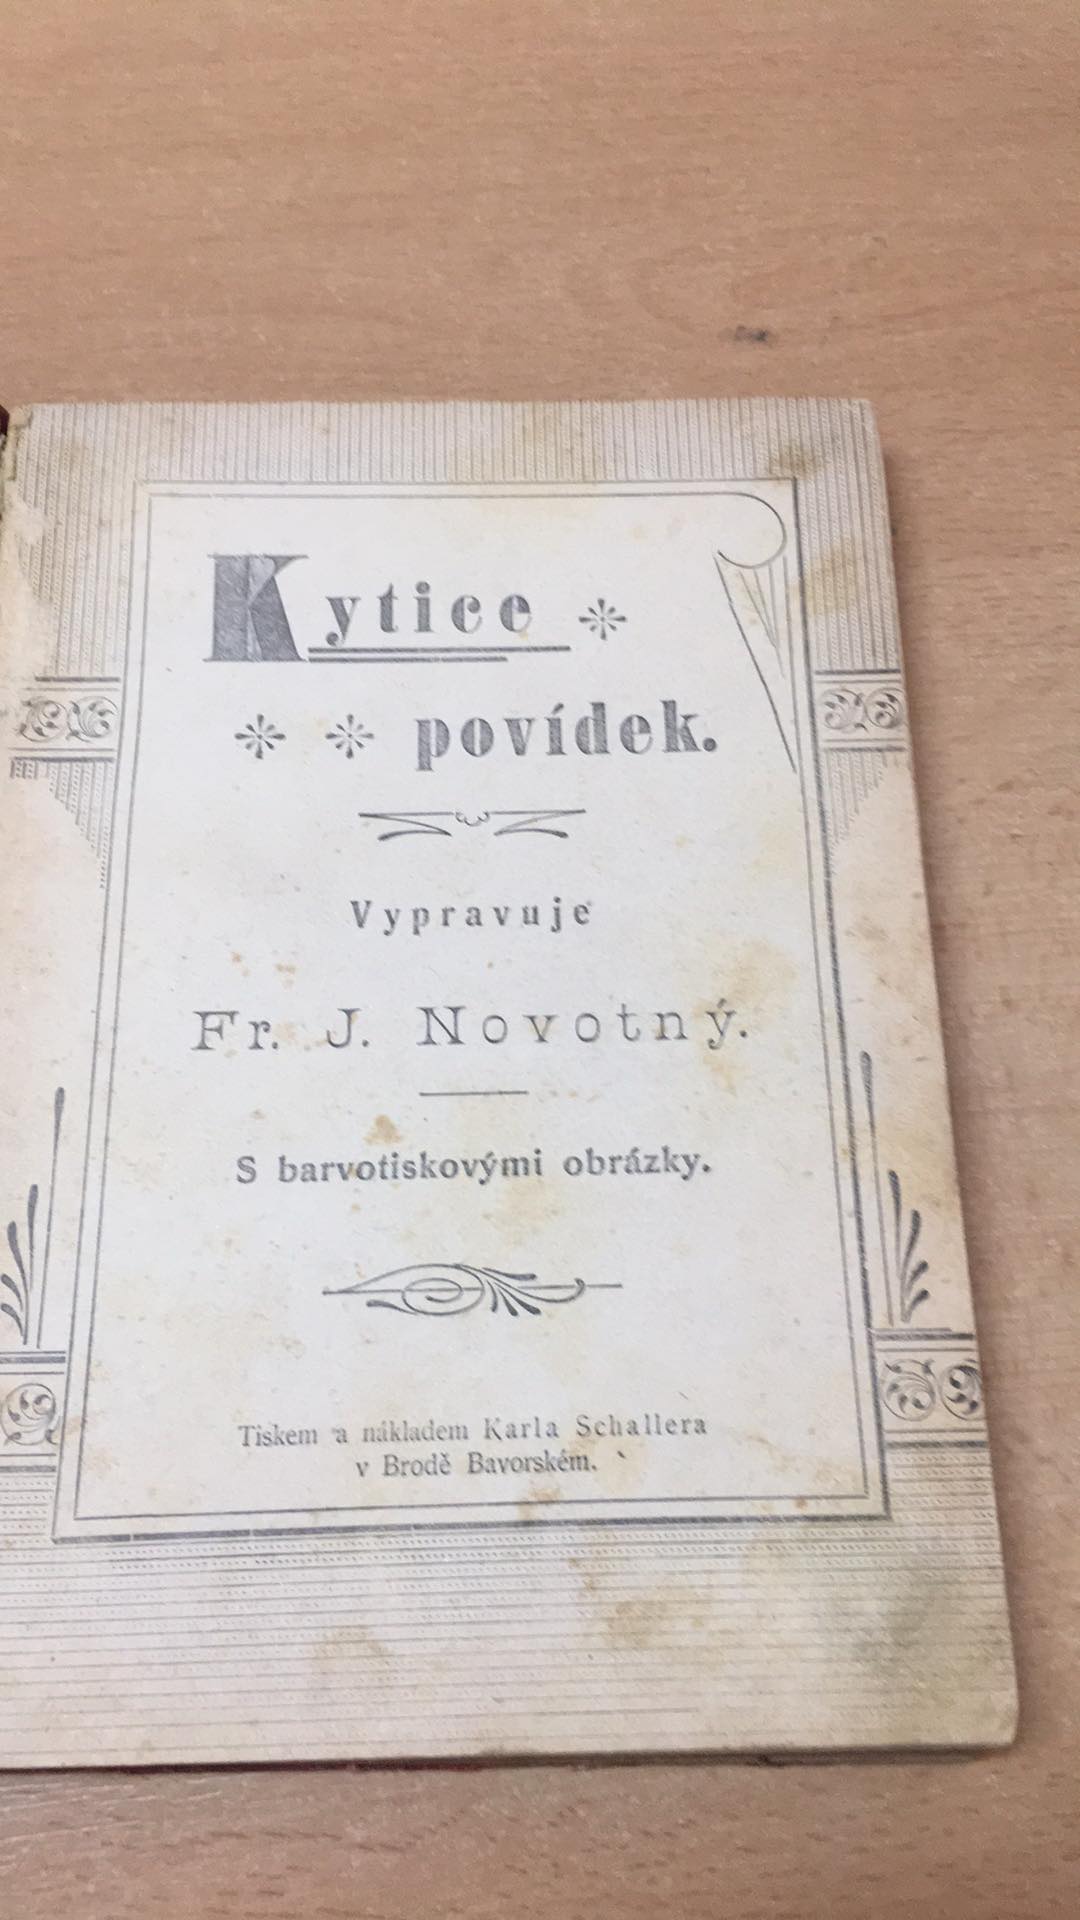 Kytice
povídek.
Vypravuje
Fr. J. Novotný.
S barvotiskovými obrázky.
Tiskem a nákladem Karla Schallera
v Brodě Bavorském.